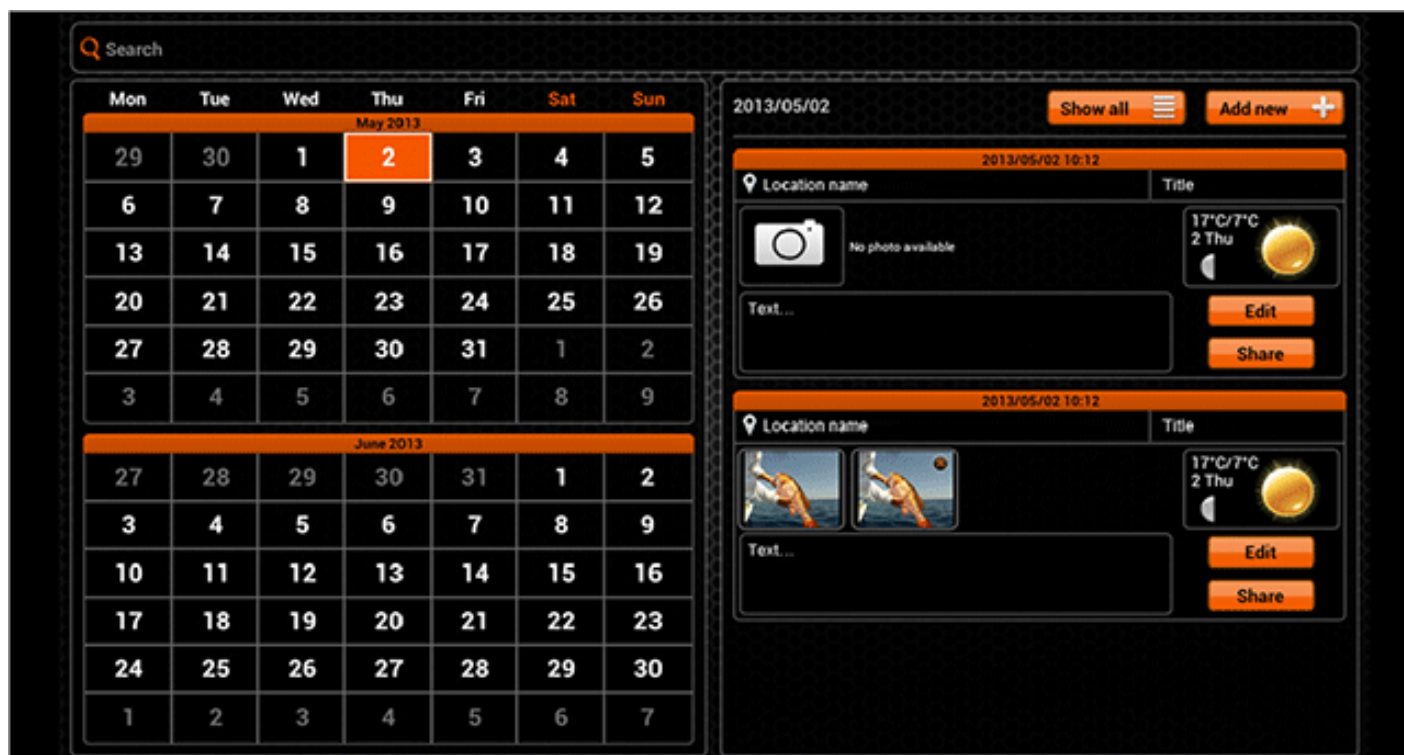 Search
Mon Tue Wed Thu Fri Sat Sun
May 2013
29 30 1 2 3 4 5
6 7 8 9 10 11 12
13 14 15 16 17 18 19
20 21 22 23 24 25 26
27 28 29 30 31 1 2
3 4 5 6 7 8 9
June 2013
27 28 29 30 31 1 2
3 4 5 6 7 8 9
10 11 12 13 14 15 16
17 18 19 20 21 22 23
24 25 26 27 28 29 30
1 2 3 4 5 6 7
2013/05/02 Show all Add new
2013/05/02 10:12
Location name Title
No photo available
17°C/7°C
2 Thu
Text...
Edit
Share
2013/05/02 10:12
Location name Title
17°C/7°C
2 Thu
Text...
Edit
Share